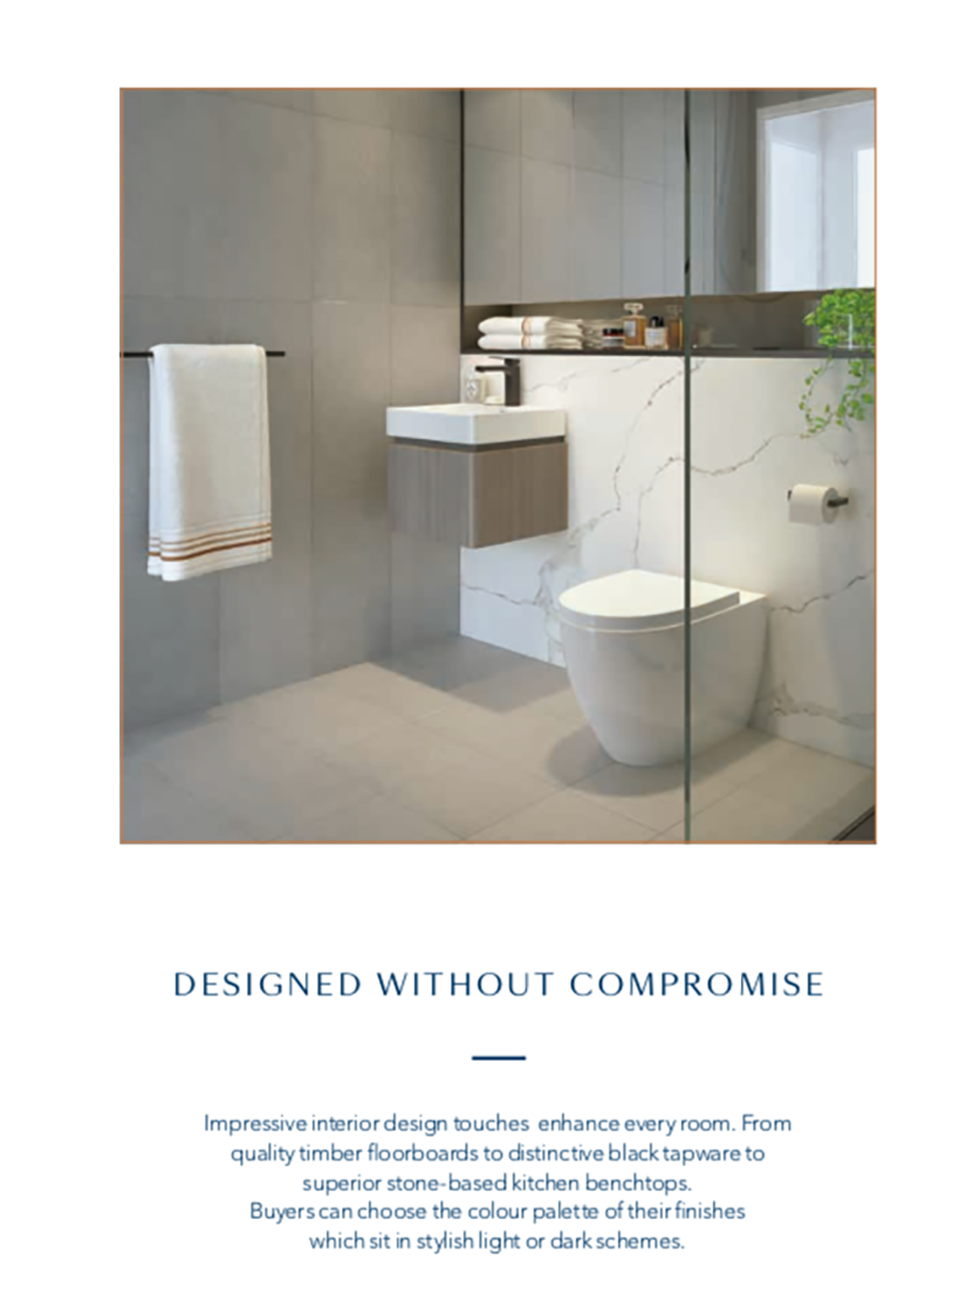 DESIGNED WITHOUT COMPROMISE
Impressive interior design touches enhance every room. From
quality timber floorboards to distinctive black tapware to
superior stone-based kitchen benchtops.
Buyers can choose the colour palette of their finishes
which sit in stylish light or dark schemes.